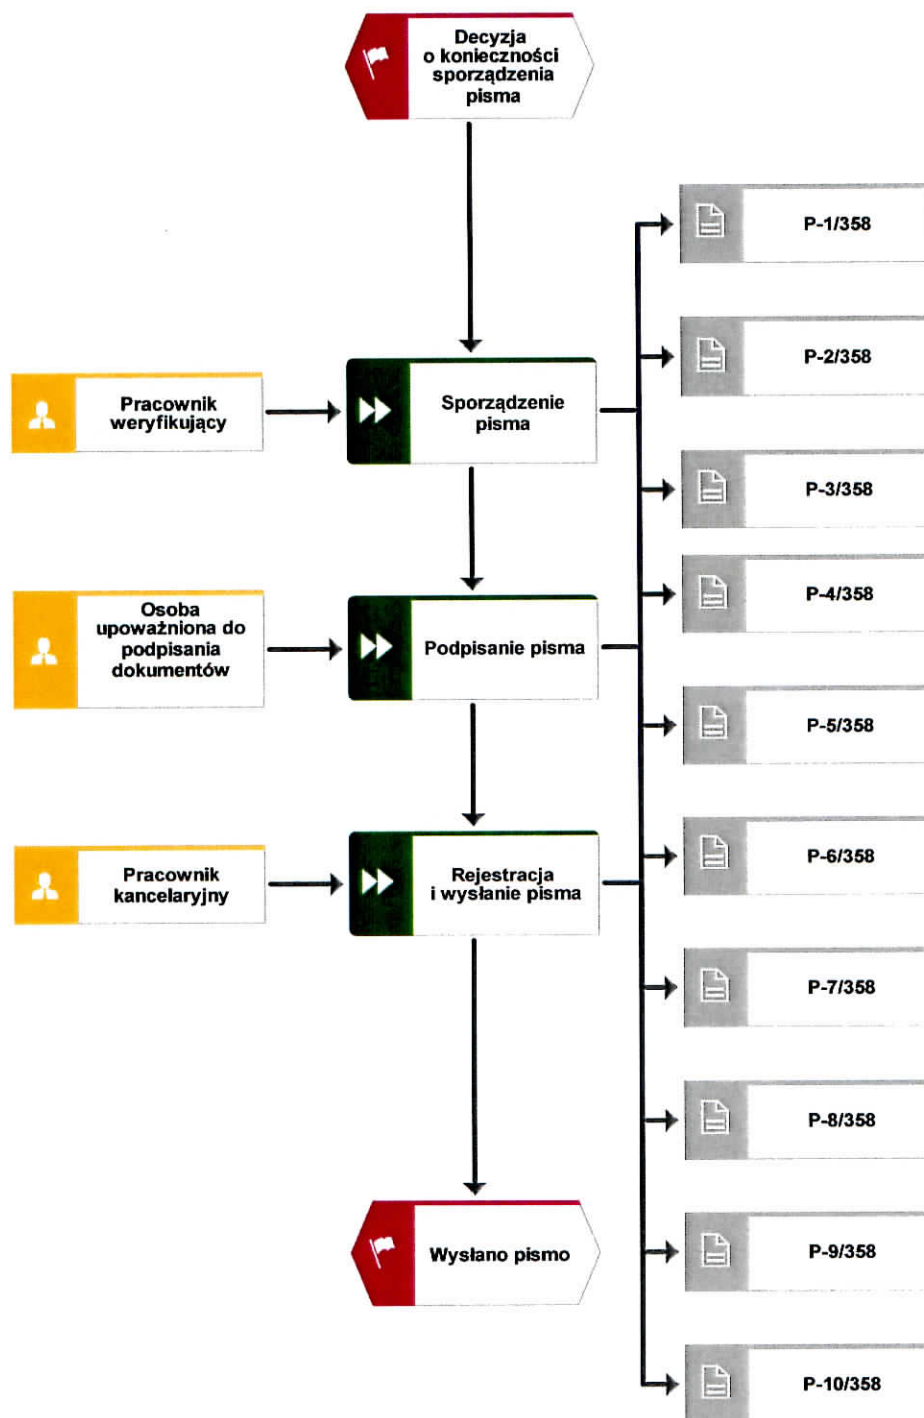 Decyzja
o konieczności
sporządzenia
pisma
P-1/358
P-2/358
Pracownik
weryfikujący
Sporządzenie
pisma
P-3/358
P-4/358
Osoba
upoważniona do
podpisania
dokumentów
Podpisanie pisma
P-5/358
P-6/358
Pracownik
kancelaryjny
Rejestracja
i wysłanie pisma
P-7/358
P-8/358
Wysłano pismo
P-9/358
P-10/358